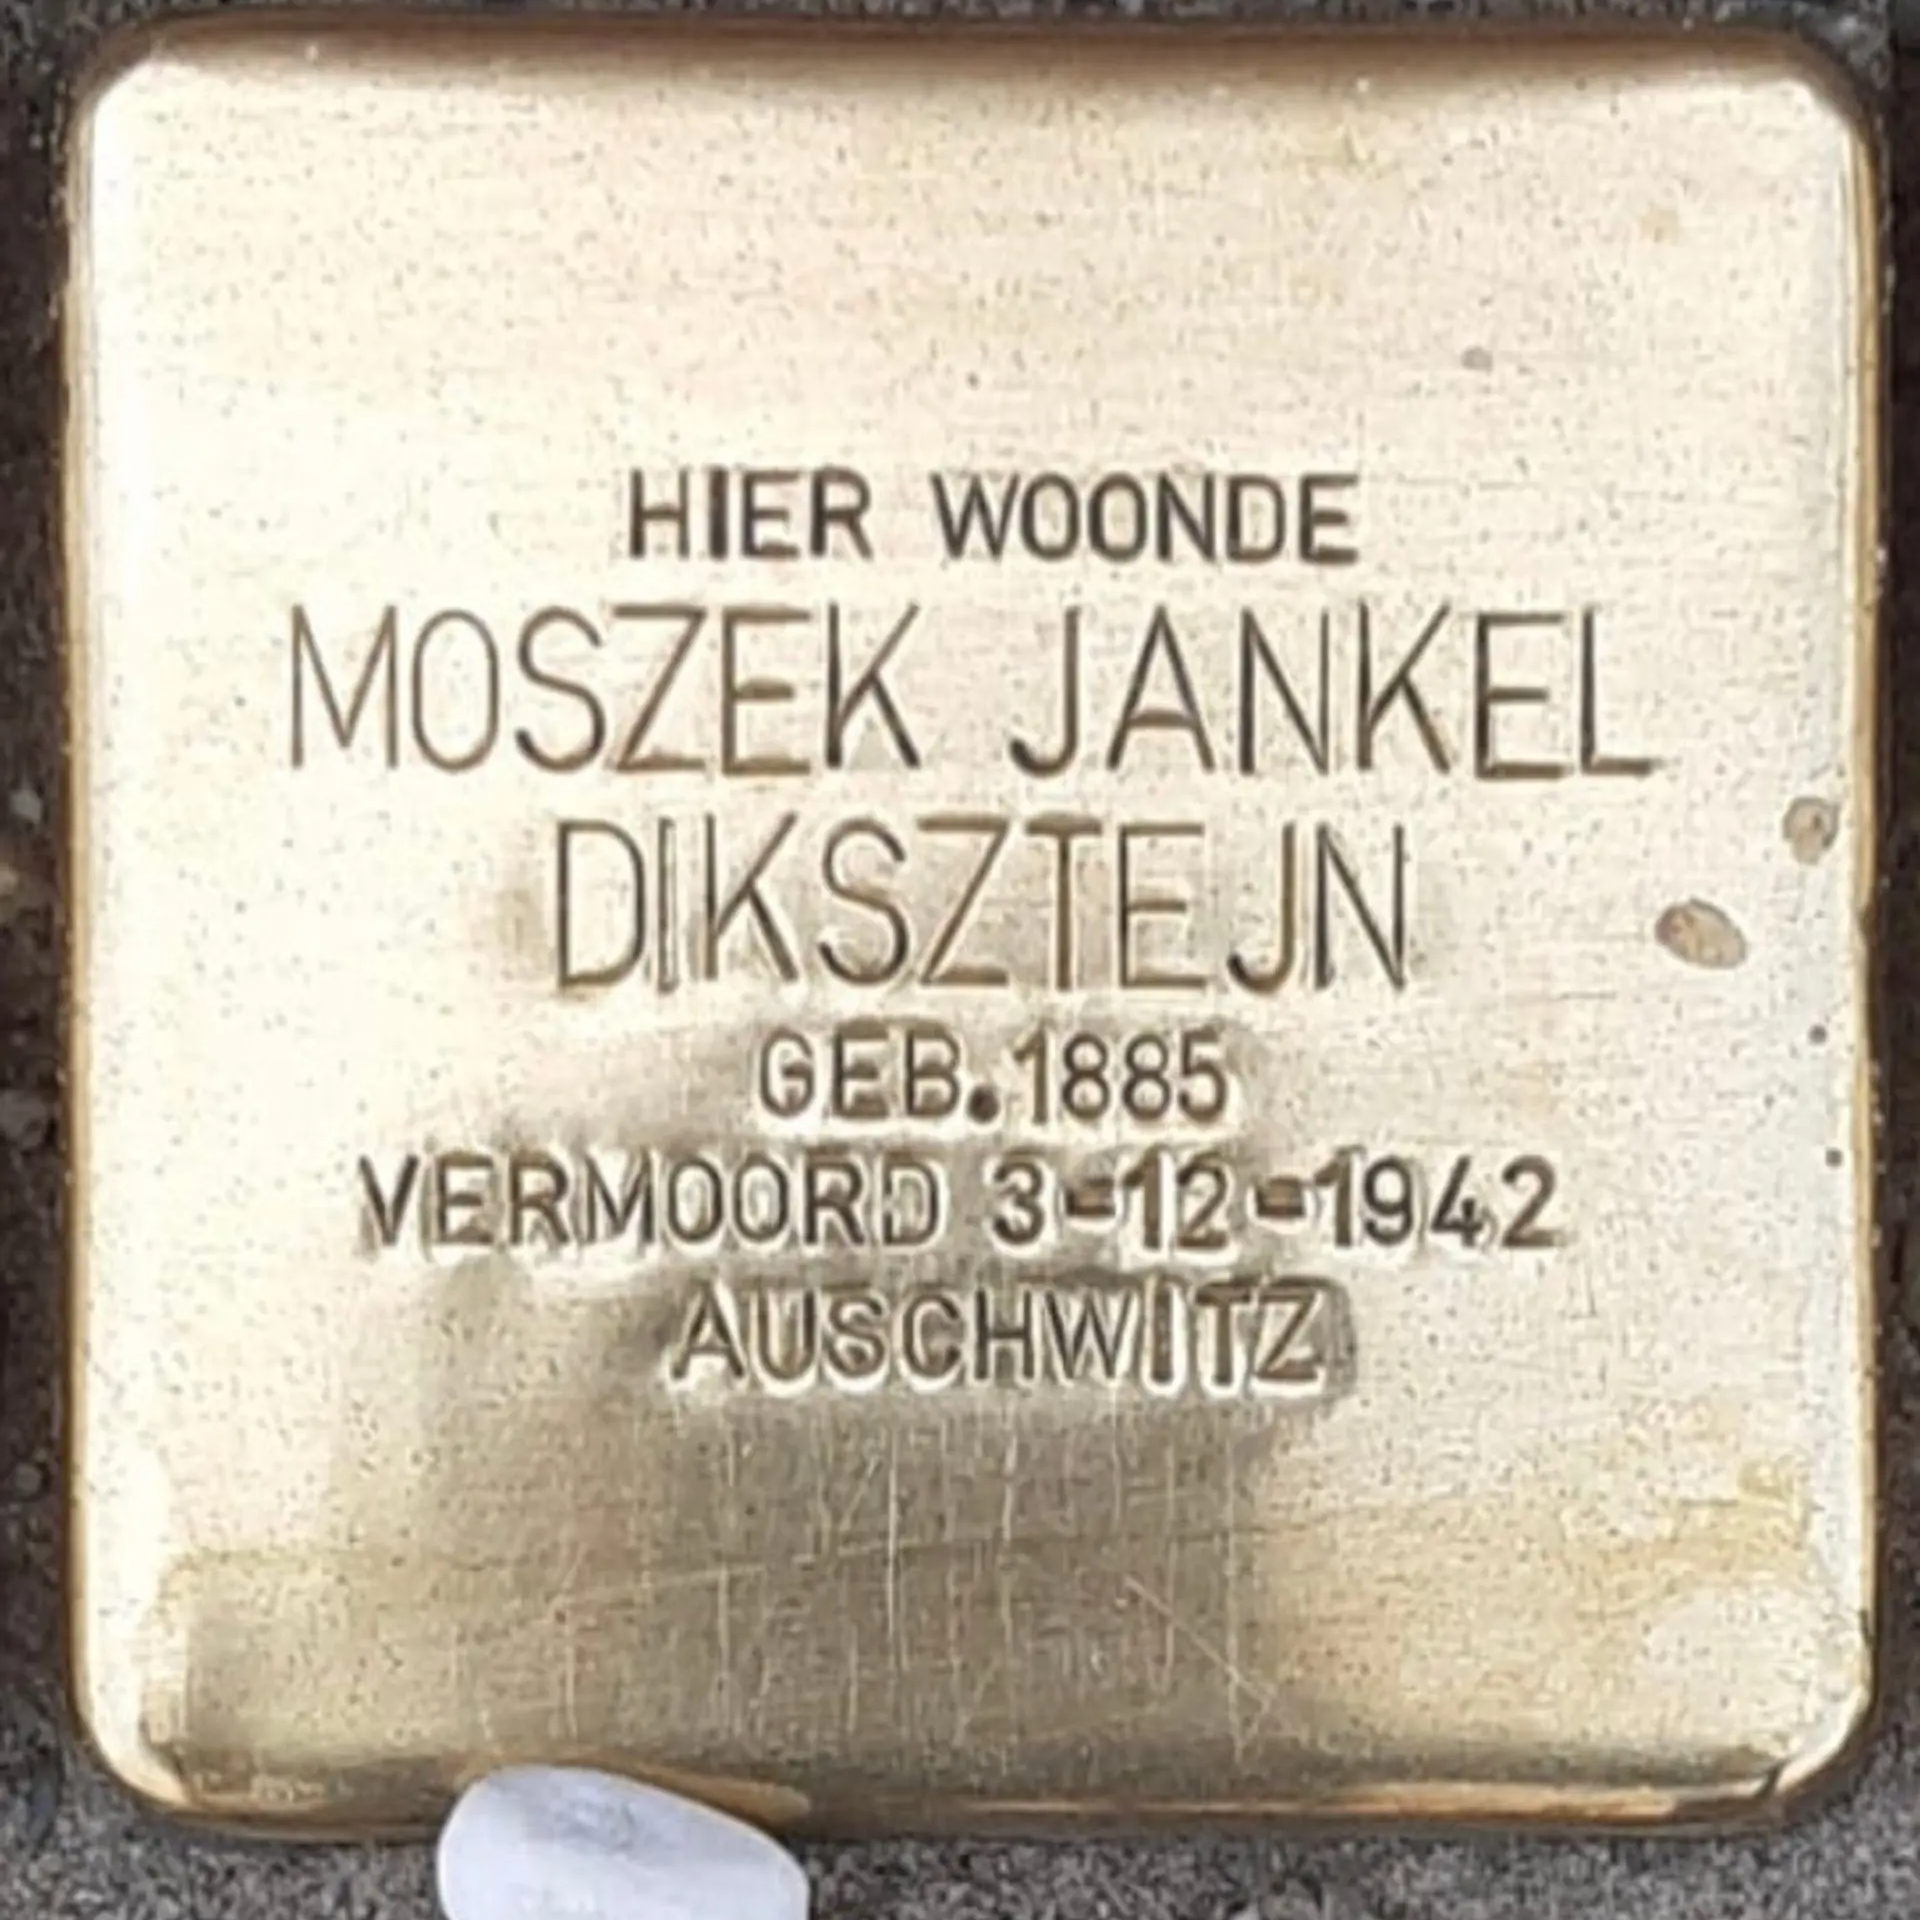 HIER WOONDE
MOSZEK JANKEL
DIKSZTEJN
GEB.1885
VERMOORD 3-12-1942
AUSCHWITZ